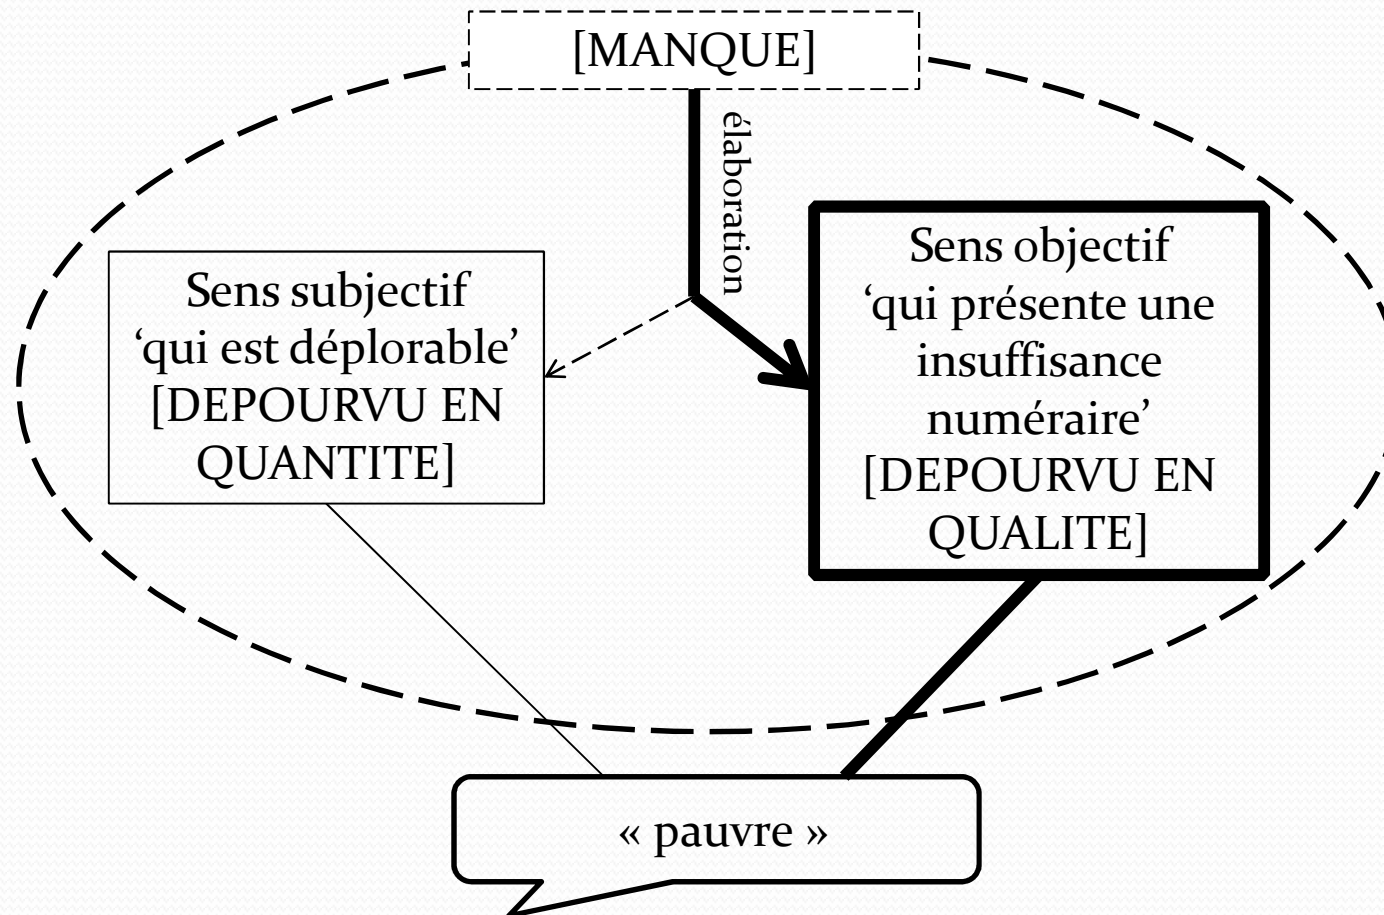 [MANQUE]
élaboration
Sens subjectif
‘qui est déplorable’
[DEPOURVU EN
QUANTITE]
Sens objectif
‘qui présente une
insuffisance
numéraire’
[DEPOURVU EN
QUALITE]
« pauvre »